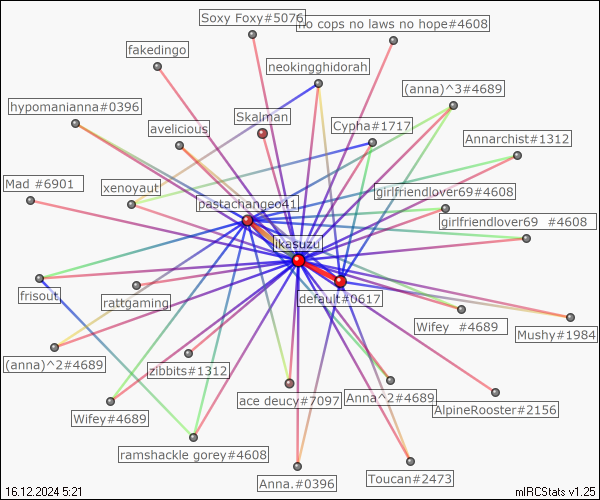 Soxy Foxy#5076
no cops no laws no hope#4608
fakedingo
neokingghidorah
(anna)^3#4689
hypomanianna#0396
avelicious
Skalman
Cypha#1717
Annarchist#1312
Mad #6901
xenoyaut
pastachangeo41
girlfriendlover69#4608
girlfriendlover69 #4608
ikasuzu
frisout
rattgaming
default#0617
Wifey #4689
Mushy#1984
(anna)^2#4689
zibbits#1312
ace deucy#7097
Anna^2#4689
AlpineRooster#2156
Wifey#4689
ramshackle gorey#4608
Anna.#0396
Toucan#2473
16.12.2024 5:21
mIRCStats v1.25